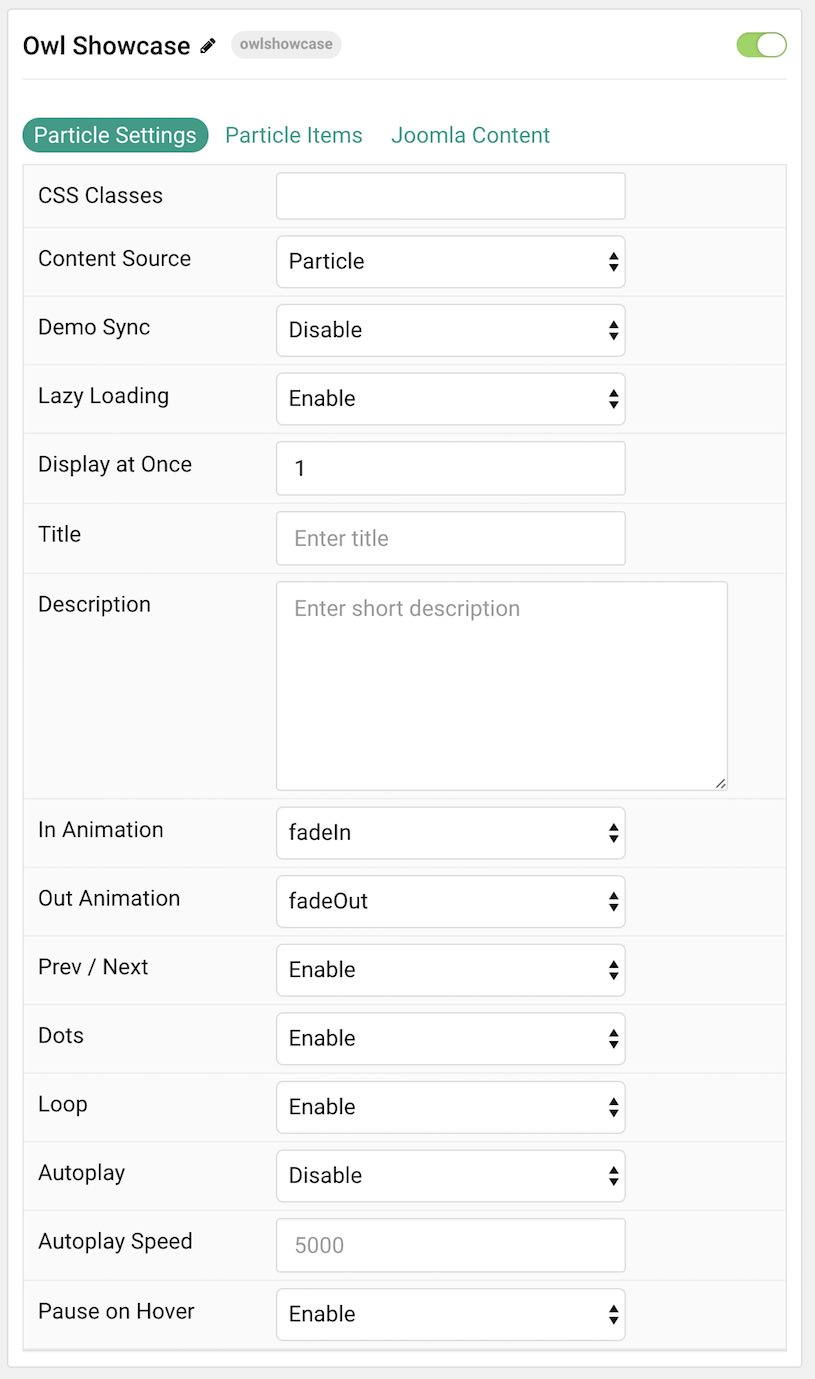 Owl Showcase owlshowcase
Particle Settings Particle Items Joomla Content
CSS Classes
Content Source Particle
Demo Sync Disable
Lazy Loading Enable
Display at Once 1
Title Enter title
Description Enter short description
In Animation fadeIn
Out Animation fadeOut
Prev / Next Enable
Dots Enable
Loop Enable
Autoplay Disable
Autoplay Speed 5000
Pause on Hover Enable